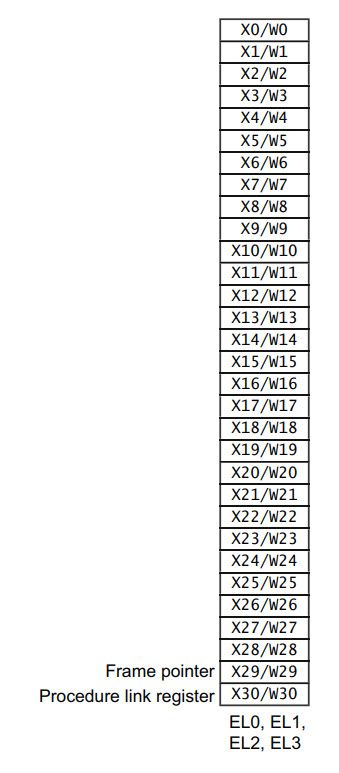 X0/W0
X1/W1
X2/W2
X3/W3
X4/W4
X5/W5
X6/W6
X7/W7
X8/W8
X9/W9
X10/W10
X11/W11
X12/W12
X13/W13
X14/W14
X15/W15
X16/W16
X17/W17
X18/W18
X19/W19
X20/W20
X21/W21
X22/W22
X23/W23
X24/W24
X25/W25
X26/W26
X27/W27
X28/W28
Frame pointer X29/W29
Procedure link register X30/W30
EL0, EL1,
EL2, EL3